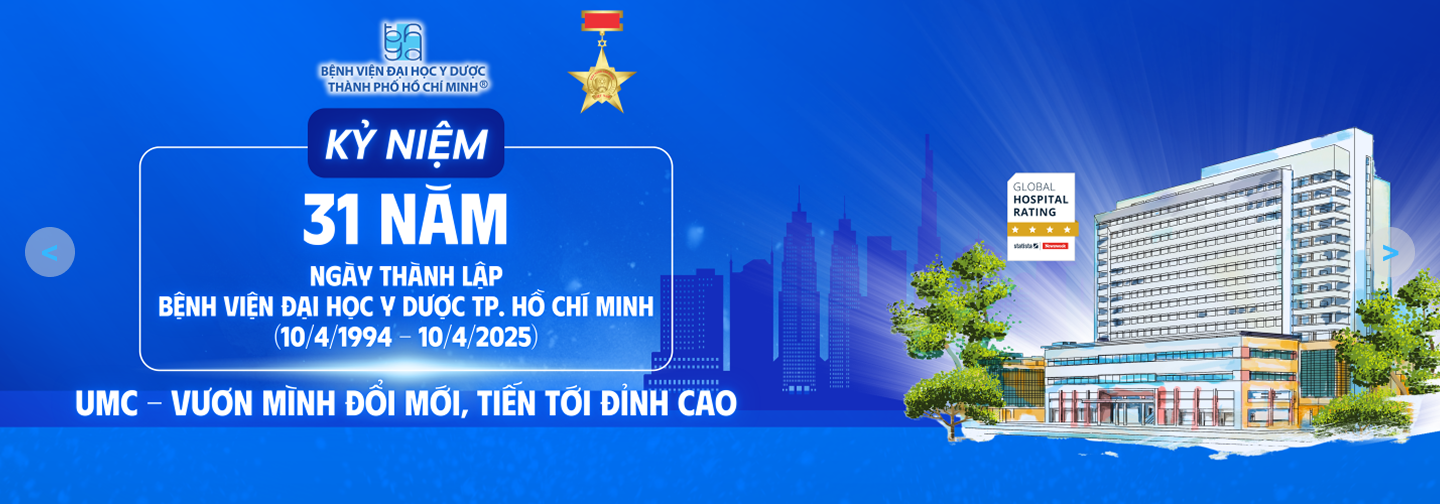 BỆNH VIỆN ĐẠI HỌC Y DƯỢC
THÀNH PHỐ HỒ CHÍ MINH®
KỶ NIỆM
31 NĂM
NGÀY THÀNH LẬP
BỆNH VIỆN ĐẠI HỌC Y DƯỢC TP. HỒ CHÍ MINH
(10/4/1994 – 10/4/2025)
UMC – VƯƠN MÌNH ĐỔI MỚI, TIẾN TỚI ĐỈNH CAO
GLOBAL
HOSPITAL
RATING
statista Newsweek
<
>